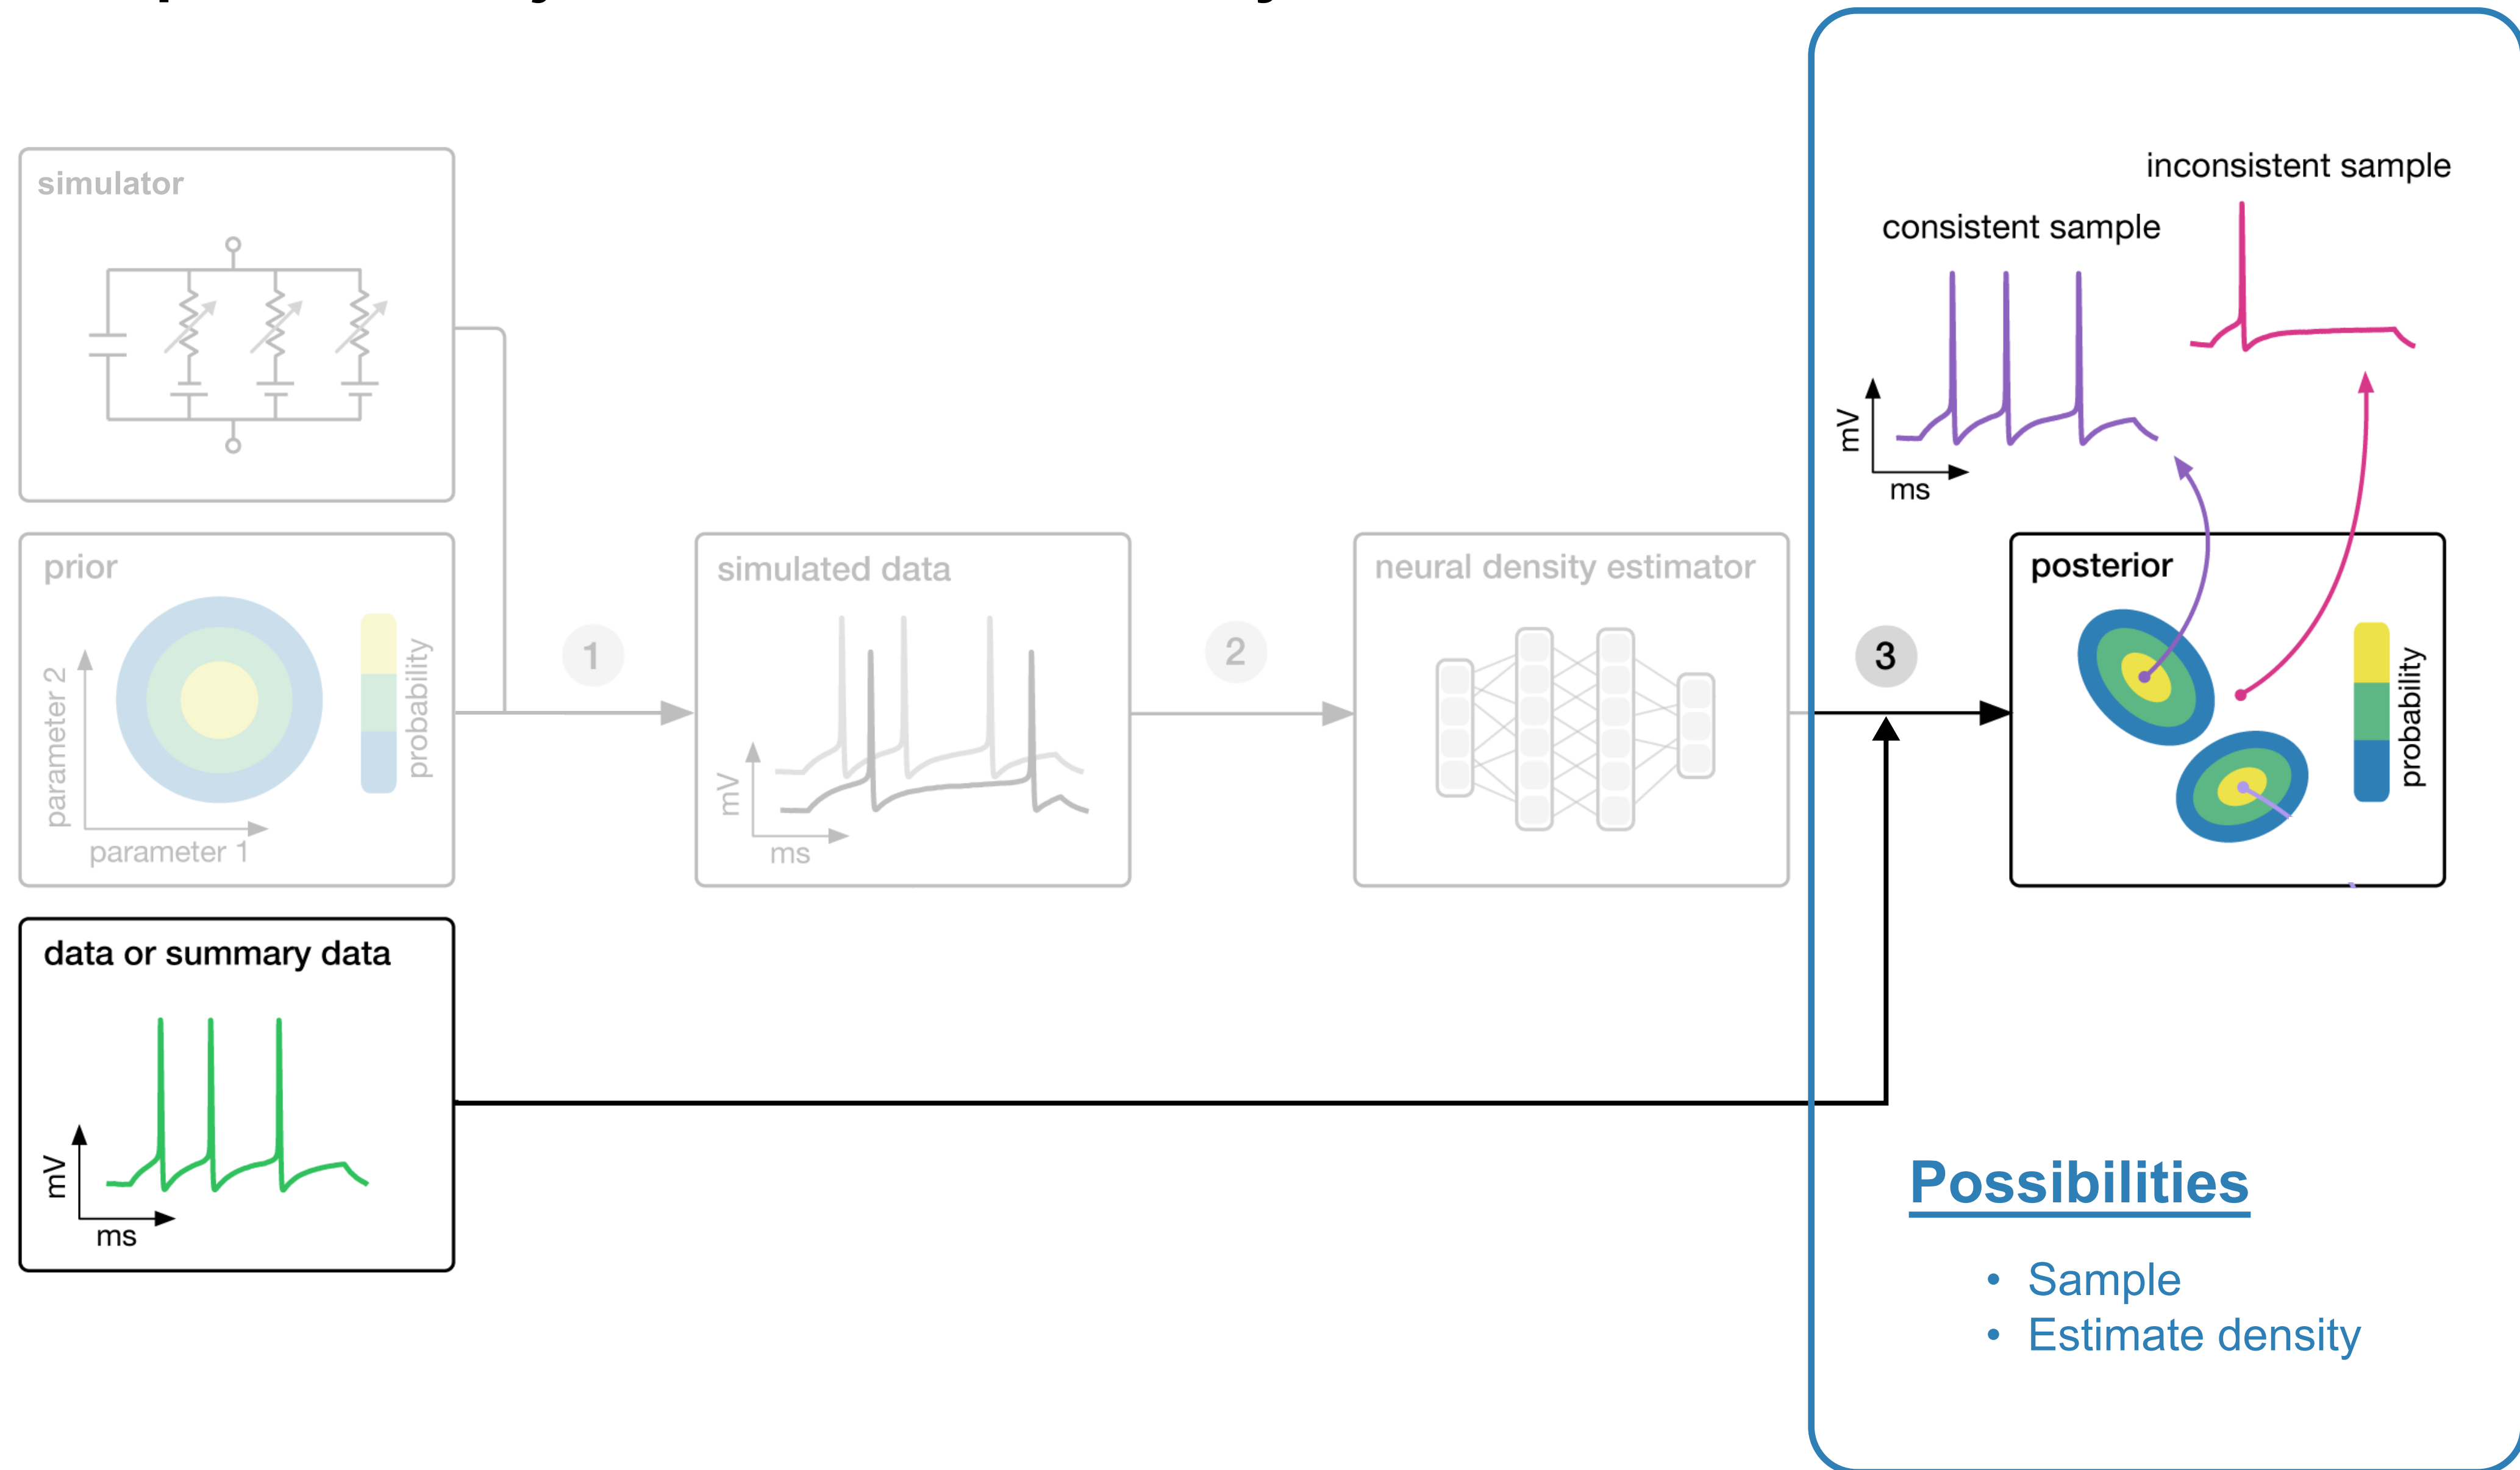 simulator
prior
parameter 2
parameter 1
probability
1
simulated data
mV
ms
2
neural density estimator
3
inconsistent sample
consistent sample
mV
ms
posterior
probability
data or summary data
mV
ms
Possibilities
• Sample
• Estimate density